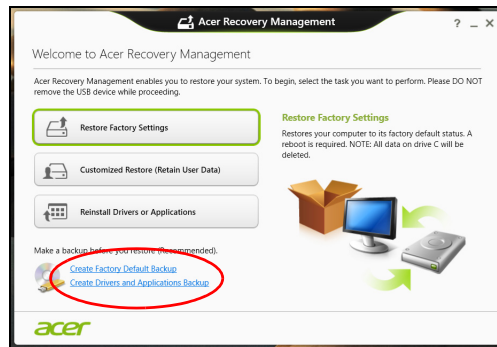 Acer Recovery Management
Welcome to Acer Recovery Management
Acer Recovery Management enables you to restore your system. To begin, select the task you want to perform. Please DO NOT
remove the USB device while proceeding.
Restore Factory Settings
Customized Restore (Retain User Data)
Reinstall Drivers or Applications
Restore Factory Settings
Restores your computer to its factory default status. A
reboot is required. NOTE: All data on drive C will be
deleted.
Make a backup before you restore (Recommended).
Create Factory Default Backup
Create Drivers and Applications Backup
acer